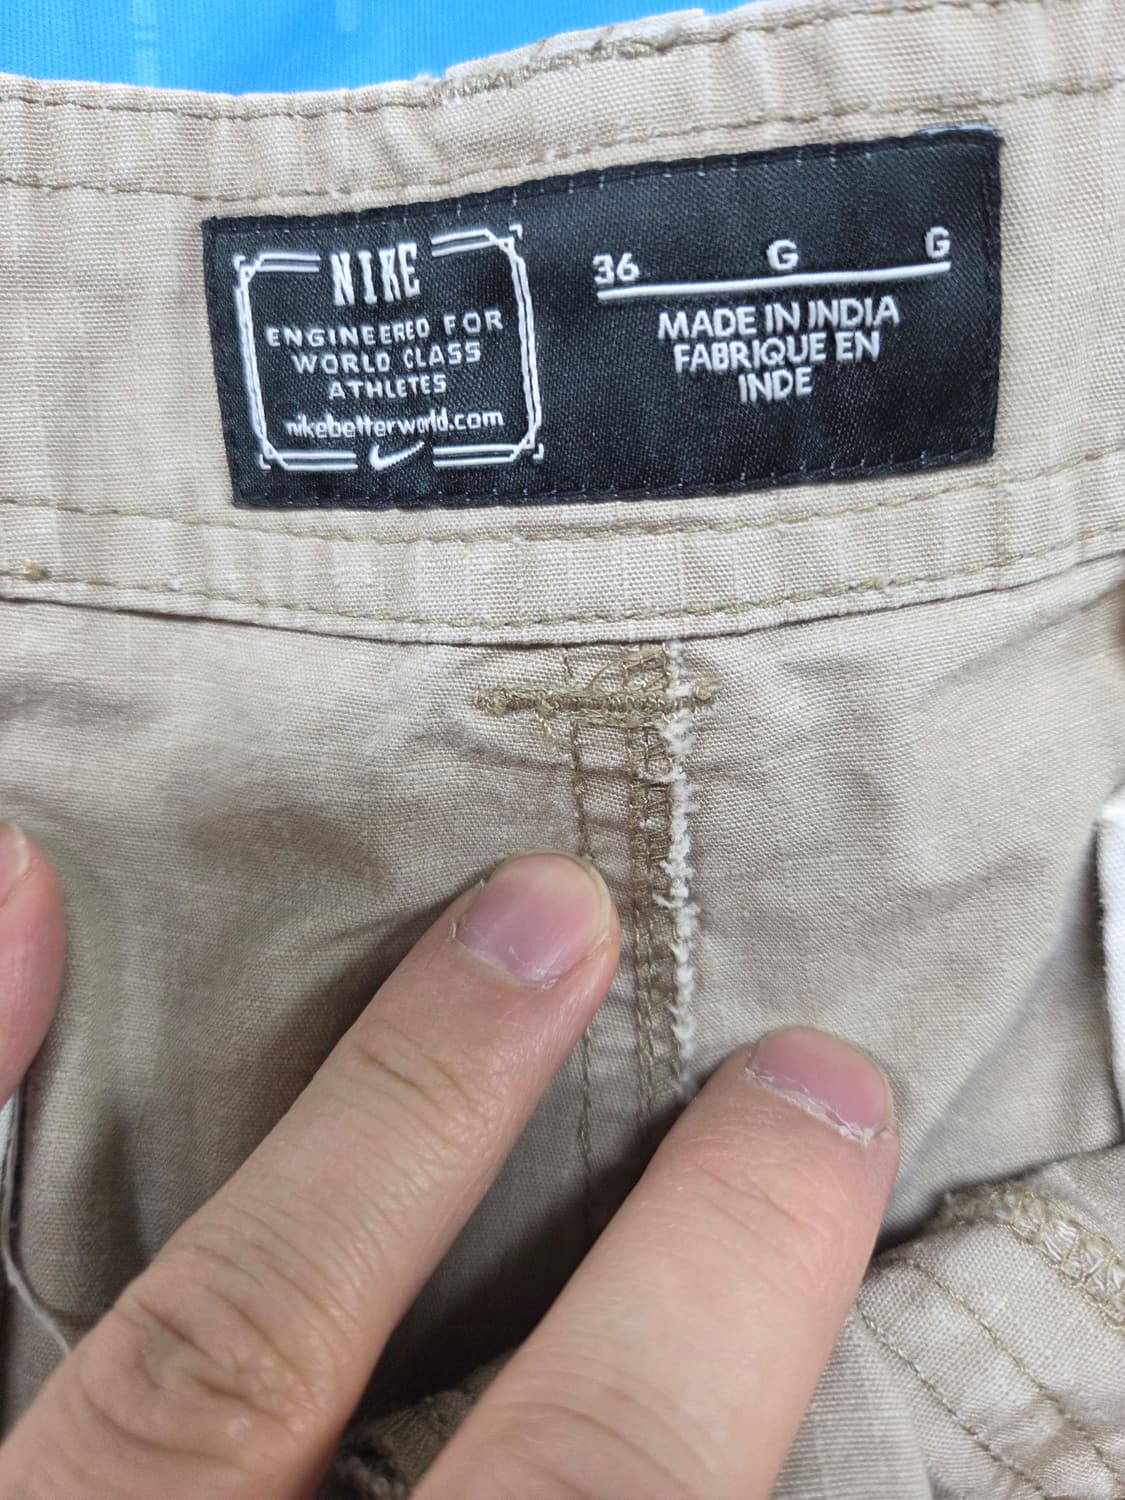 NIKE
ENGINEERED FOR
WORLD CLASS
ATHLETES
nikebetterworld.com
36 G G
MADE IN INDIA
FABRIQUE EN
INDE